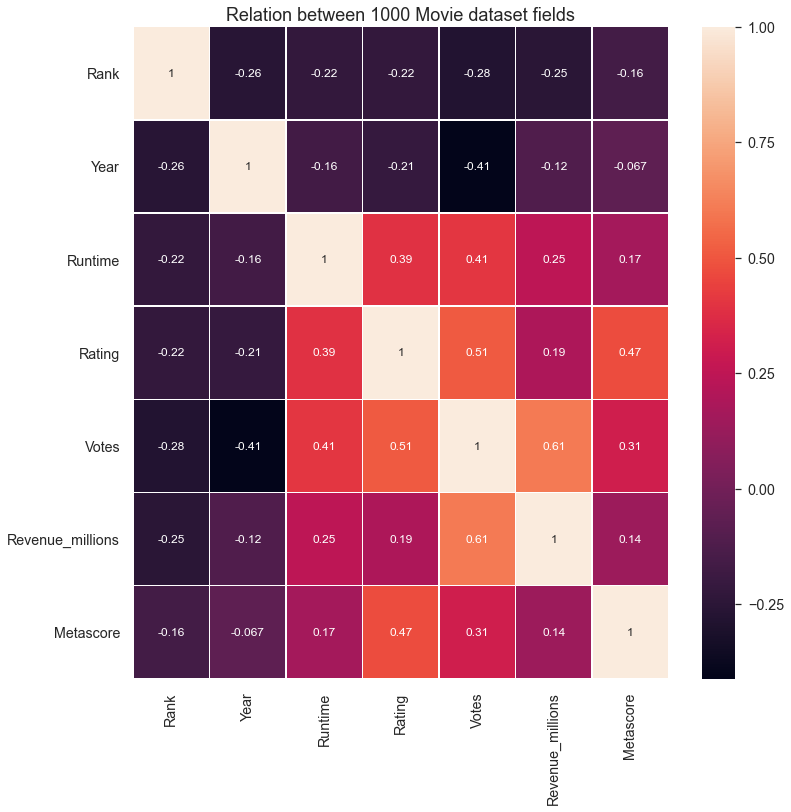 Relation between 1000 Movie dataset fields
Rank 1 -0.26 -0.22 -0.22 -0.28 -0.25 -0.16
Year -0.26 1 -0.16 -0.21 -0.41 -0.12 -0.067
Runtime -0.22 -0.16 1 0.39 0.41 0.25 0.17
Rating -0.22 -0.21 0.39 1 0.51 0.19 0.47
Votes -0.28 -0.41 0.41 0.51 1 0.61 0.31
Revenue_millions -0.25 -0.12 0.25 0.19 0.61 1 0.14
Metascore -0.16 -0.067 0.17 0.47 0.31 0.14 1
Rank Year Runtime Rating Votes Revenue_millions Metascore
1.00
0.75
0.50
0.25
0.00
−0.25